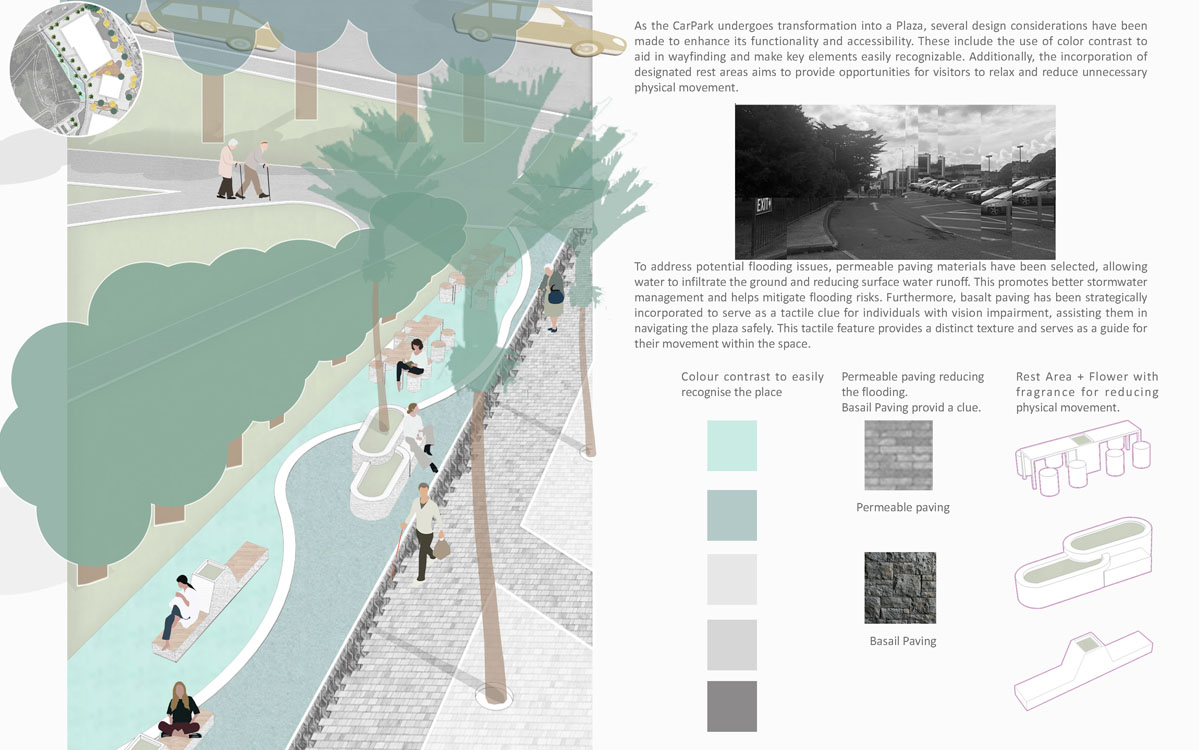 As the CarPark undergoes transformation into a Plaza, several design considerations have been
made to enhance its functionality and accessibility. These include the use of color contrast to
aid in wayfinding and make key elements easily recognizable. Additionally, the incorporation of
designated rest areas aims to provide opportunities for visitors to relax and reduce unnecessary
physical movement.
EXIT
To address potential flooding issues, permeable paving materials have been selected, allowing
water to infiltrate the ground and reducing surface water runoff. This promotes better stormwater
management and helps mitigate flooding risks. Furthermore, basalt paving has been strategically
incorporated to serve as a tactile clue for individuals with vision impairment, assisting them in
navigating the plaza safely. This tactile feature provides a distinct texture and serves as a guide for
their movement within the space.
Colour contrast to easily
recognise the place
Permeable paving reducing
the flooding.
Basail Paving provid a clue.
Permeable paving
Basail Paving
Rest Area + Flower with
fragrance for reducing
physical movement.